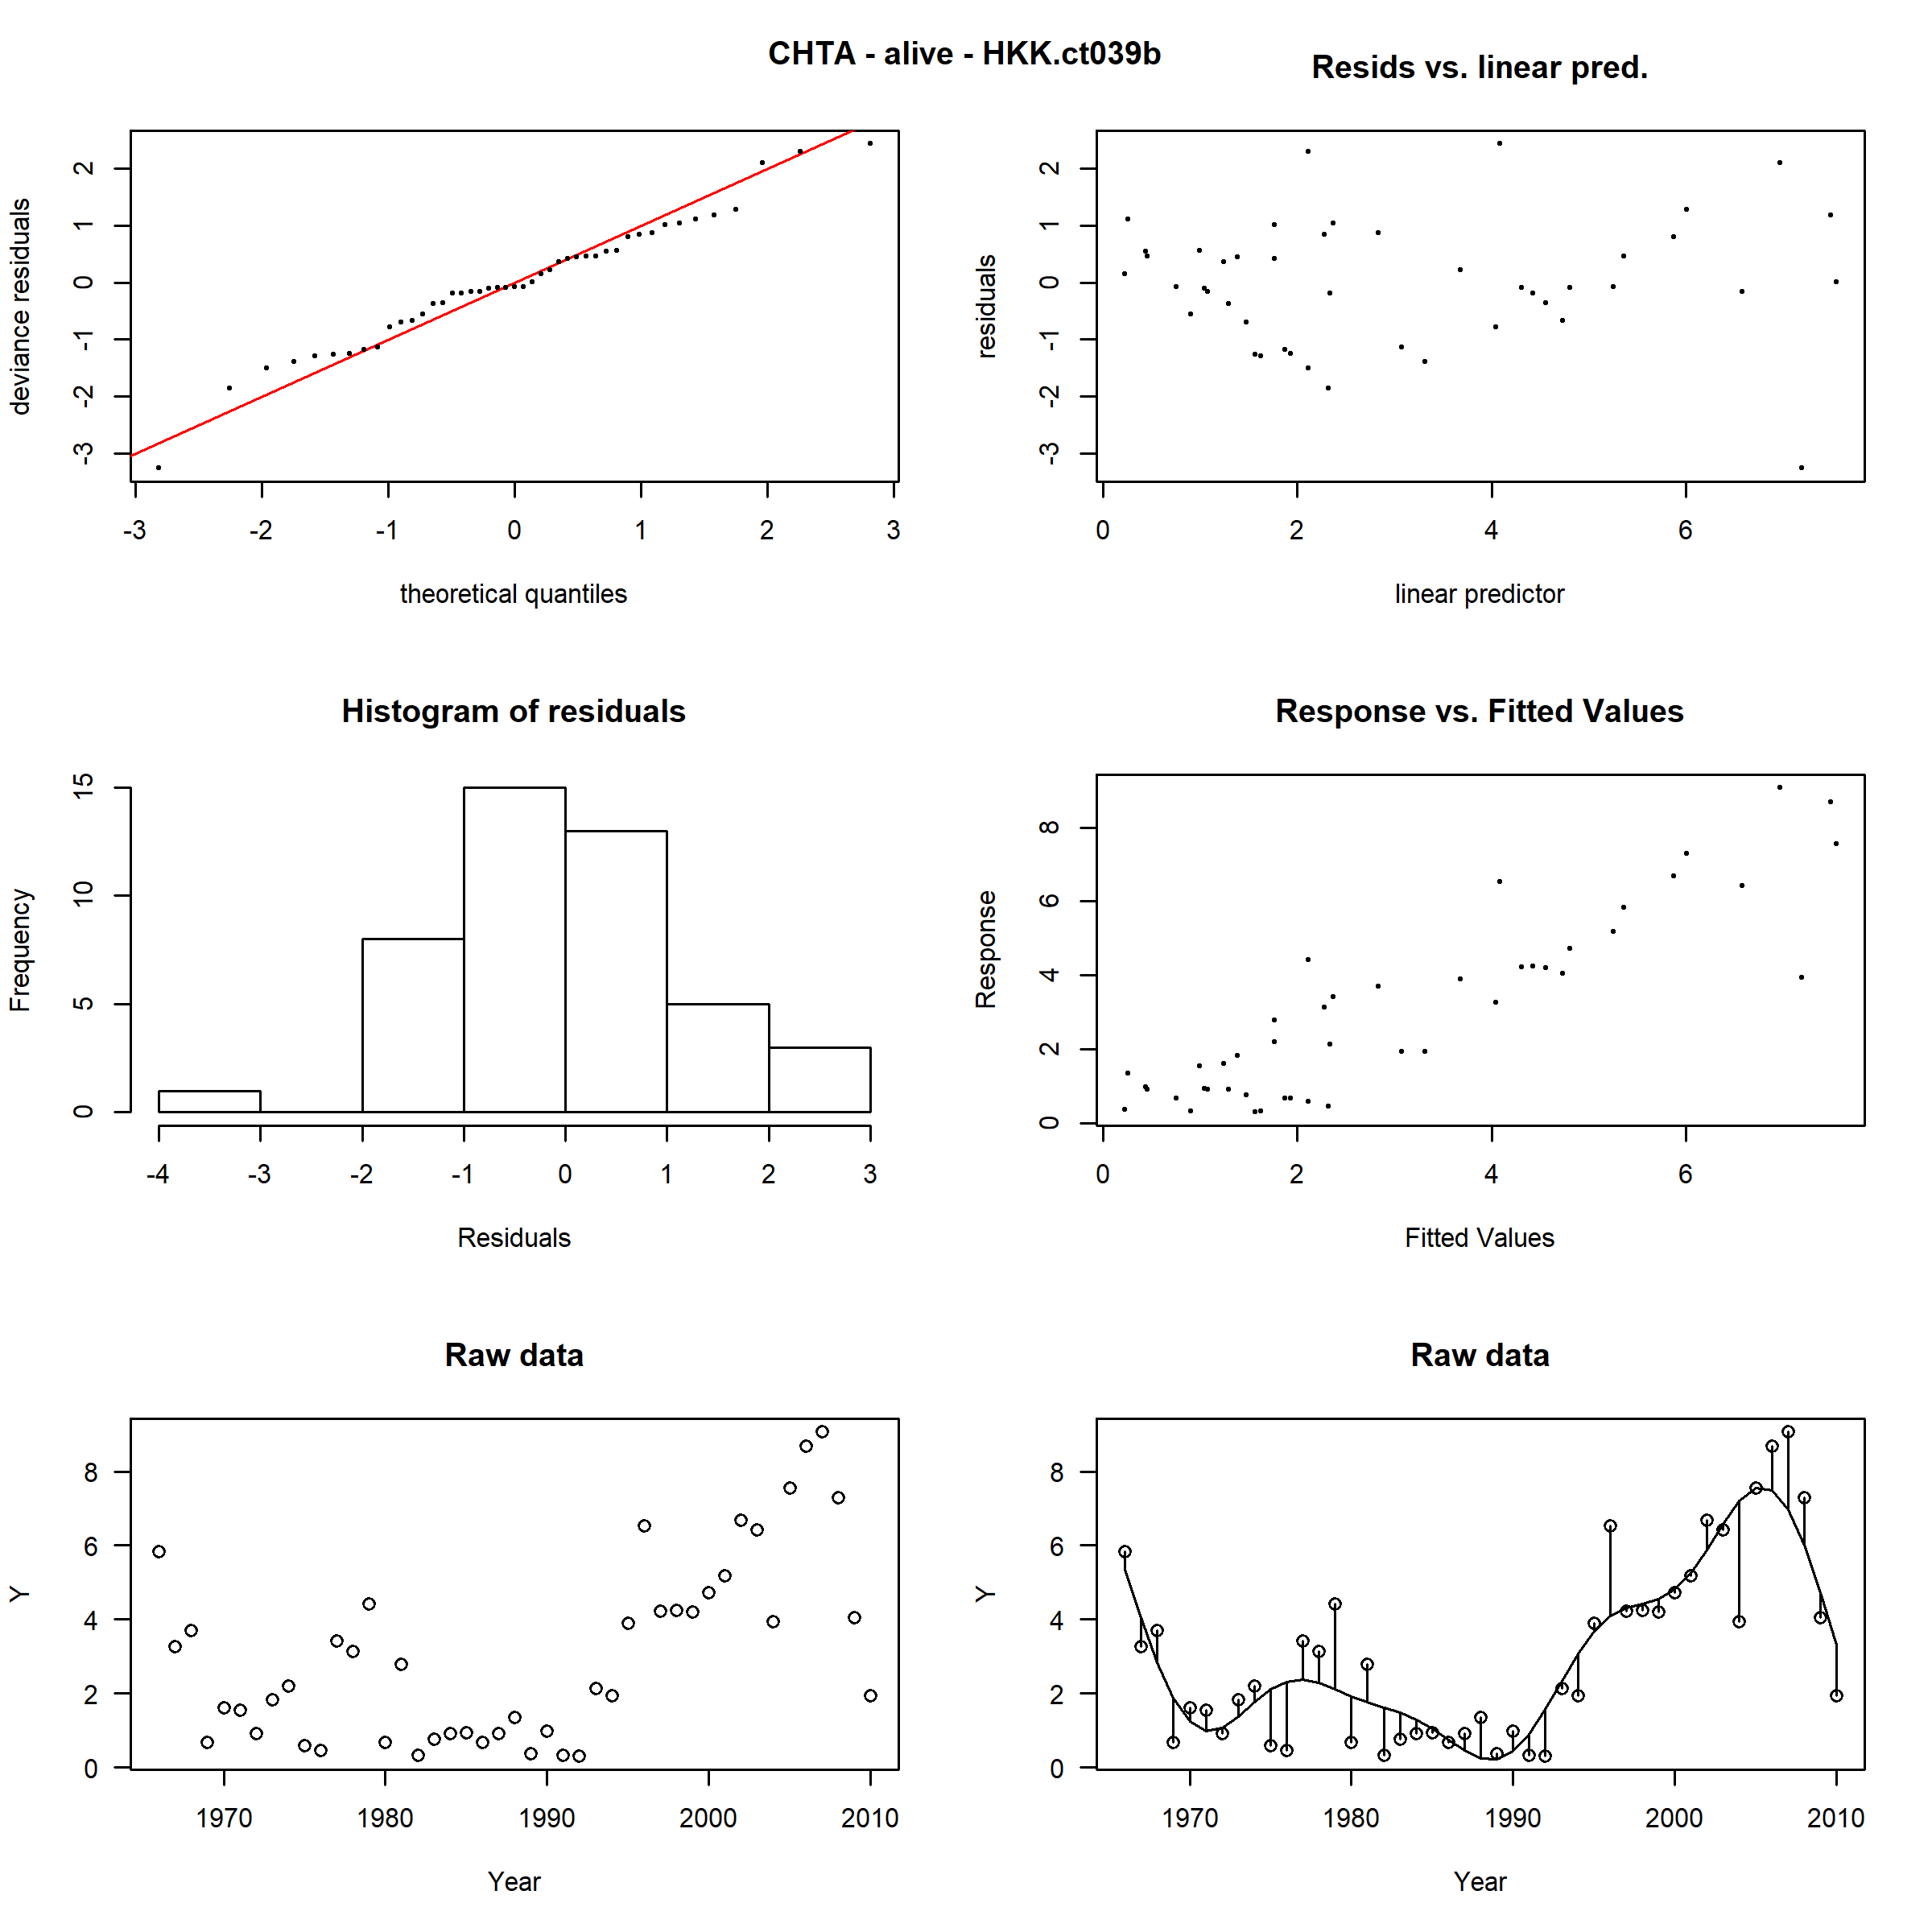 CHTA - alive - HKK.ct039b
Resids vs. linear pred.
deviance residuals
-3 -2 -1 0 1 2
-3 -2 -1 0 1 2 3
theoretical quantiles
residuals
-3 -2 -1 0 1 2
0 2 4 6
linear predictor
Histogram of residuals
Frequency
0 5 10 15
-4 -3 -2 -1 0 1 2 3
Residuals
Response vs. Fitted Values
Response
0 2 4 6 8
0 2 4 6
Fitted Values
Raw data
Y
0 2 4 6 8
1970 1980 1990 2000 2010
Year
Raw data
Y
0 2 4 6 8
1970 1980 1990 2000 2010
Year